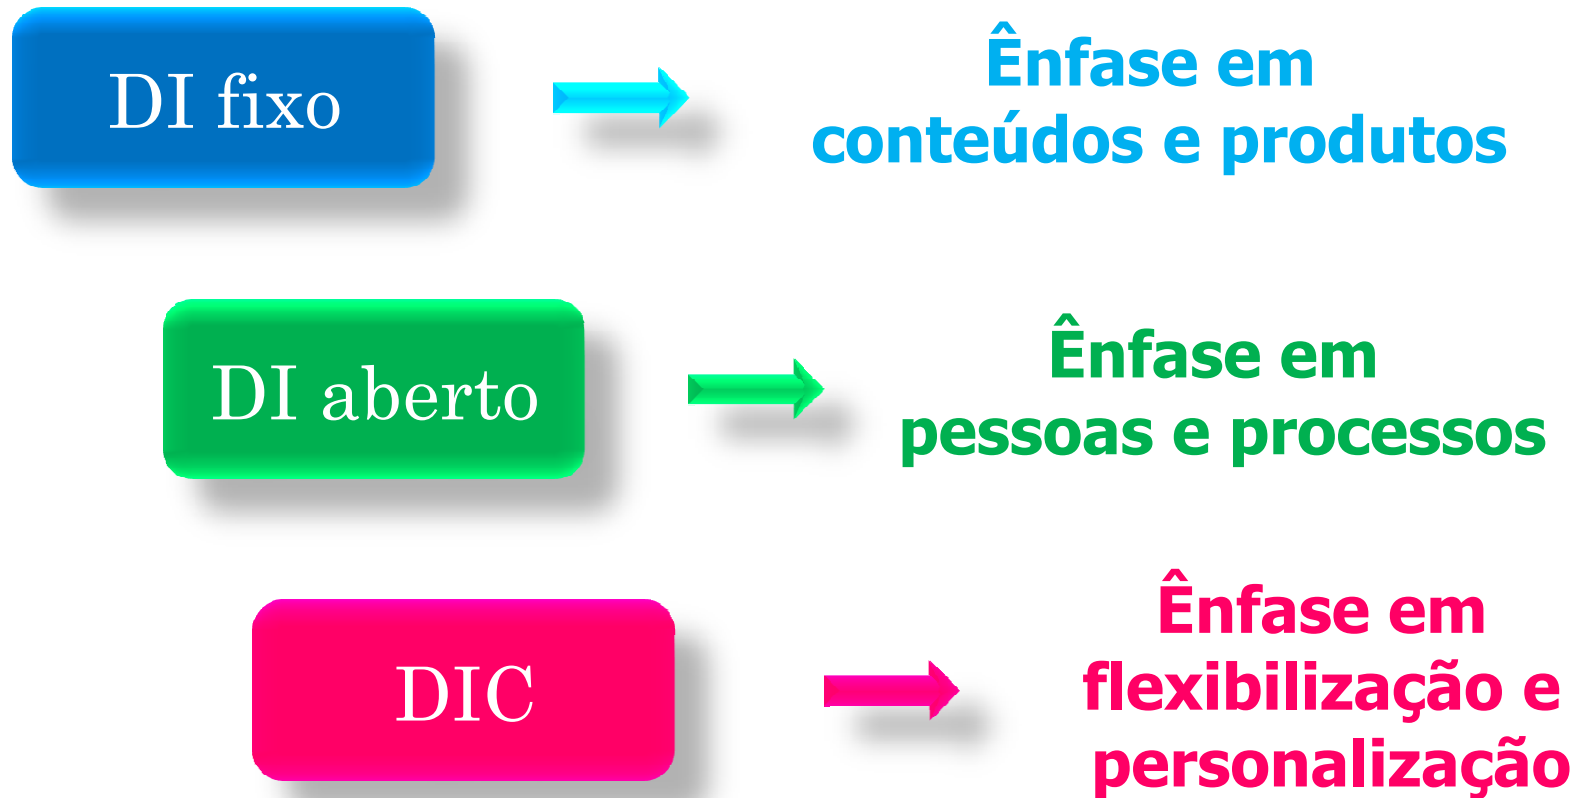 DI fixo
Ênfase em
conteúdos e produtos
DI aberto
Ênfase em
pessoas e processos
DIC
Ênfase em
flexibilização e
personalização